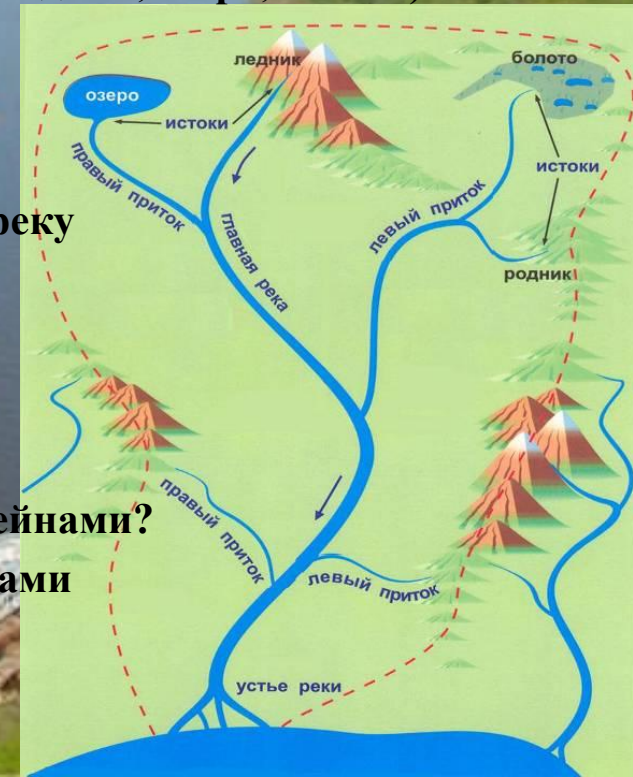 ледник
болото
озеро
истоки
истоки
правый приток
левый приток
реку
главная река
родник
ейнами?
правый приток
ами
левый приток
устье реки